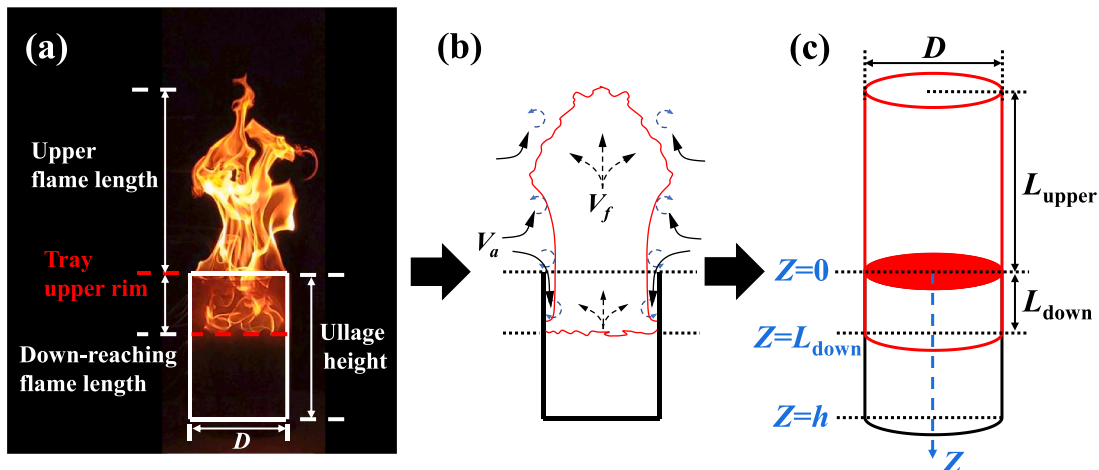 (a)
Upper
flame length
Tray
upper rim
Down-reaching
flame length
Ullage
height
D
(b)
V_f
V_a
(c)
D
L_upper
Z=0
L_down
Z=L_down
Z=h
Z